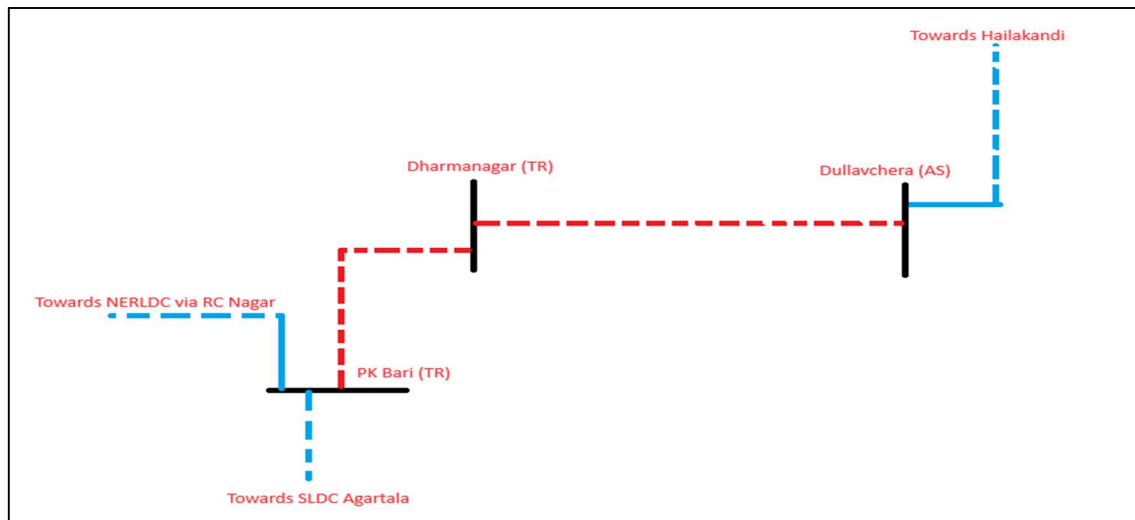 Towards Hailakandi
Dharmanagar (TR)
Dullavchera (AS)
Towards NERLDC via RC Nagar
PK Bari (TR)
Towards SLDC Agartala